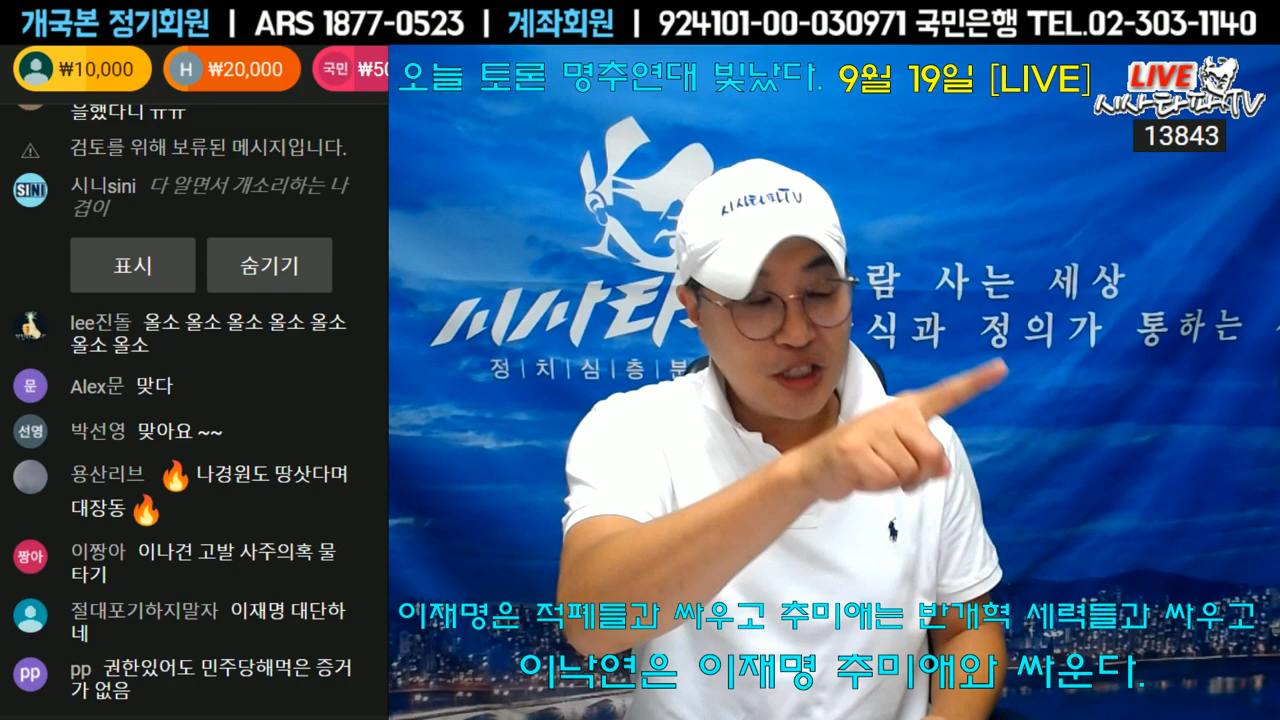 개국본 정기회원 | ARS 1877-0523 | 계좌회원 | 924101-00-030971 국민은행 TEL.02-303-1140
₩10,000
H ₩20,000
국민 ₩50
오늘 토론 명추연대 빛났다. 9월 19일 [LIVE]
LIVE
시사타파TV
13843
을했다니 ㅠㅠ
검토를 위해 보류된 메시지입니다.
SINI 시니sini 다 알면서 개소리하는 나
겹이
표시 숨기기
lee진돌 올소 올소 올소 올소 올소
올소 올소
문 Alex문 맞다
선영 박선영 맞아요 ~~
용산리브 🔥 나경원도 땅삿다며
대장동 🔥
짱아 이짱아 이나견 고발 사주의혹 물
타기
절대포기하지말자 이재명 대단하
네
pp pp 권한있어도 민주당해먹은 증거
가 없음
시사타파TV
시사타
정|치|심|층|분
람 사는 세상
식과 정의가 통하는
이재명은 적폐들과 싸우고 추미애는 반개혁 세력들과 싸우고
이낙연은 이재명 추미애와 싸운다.